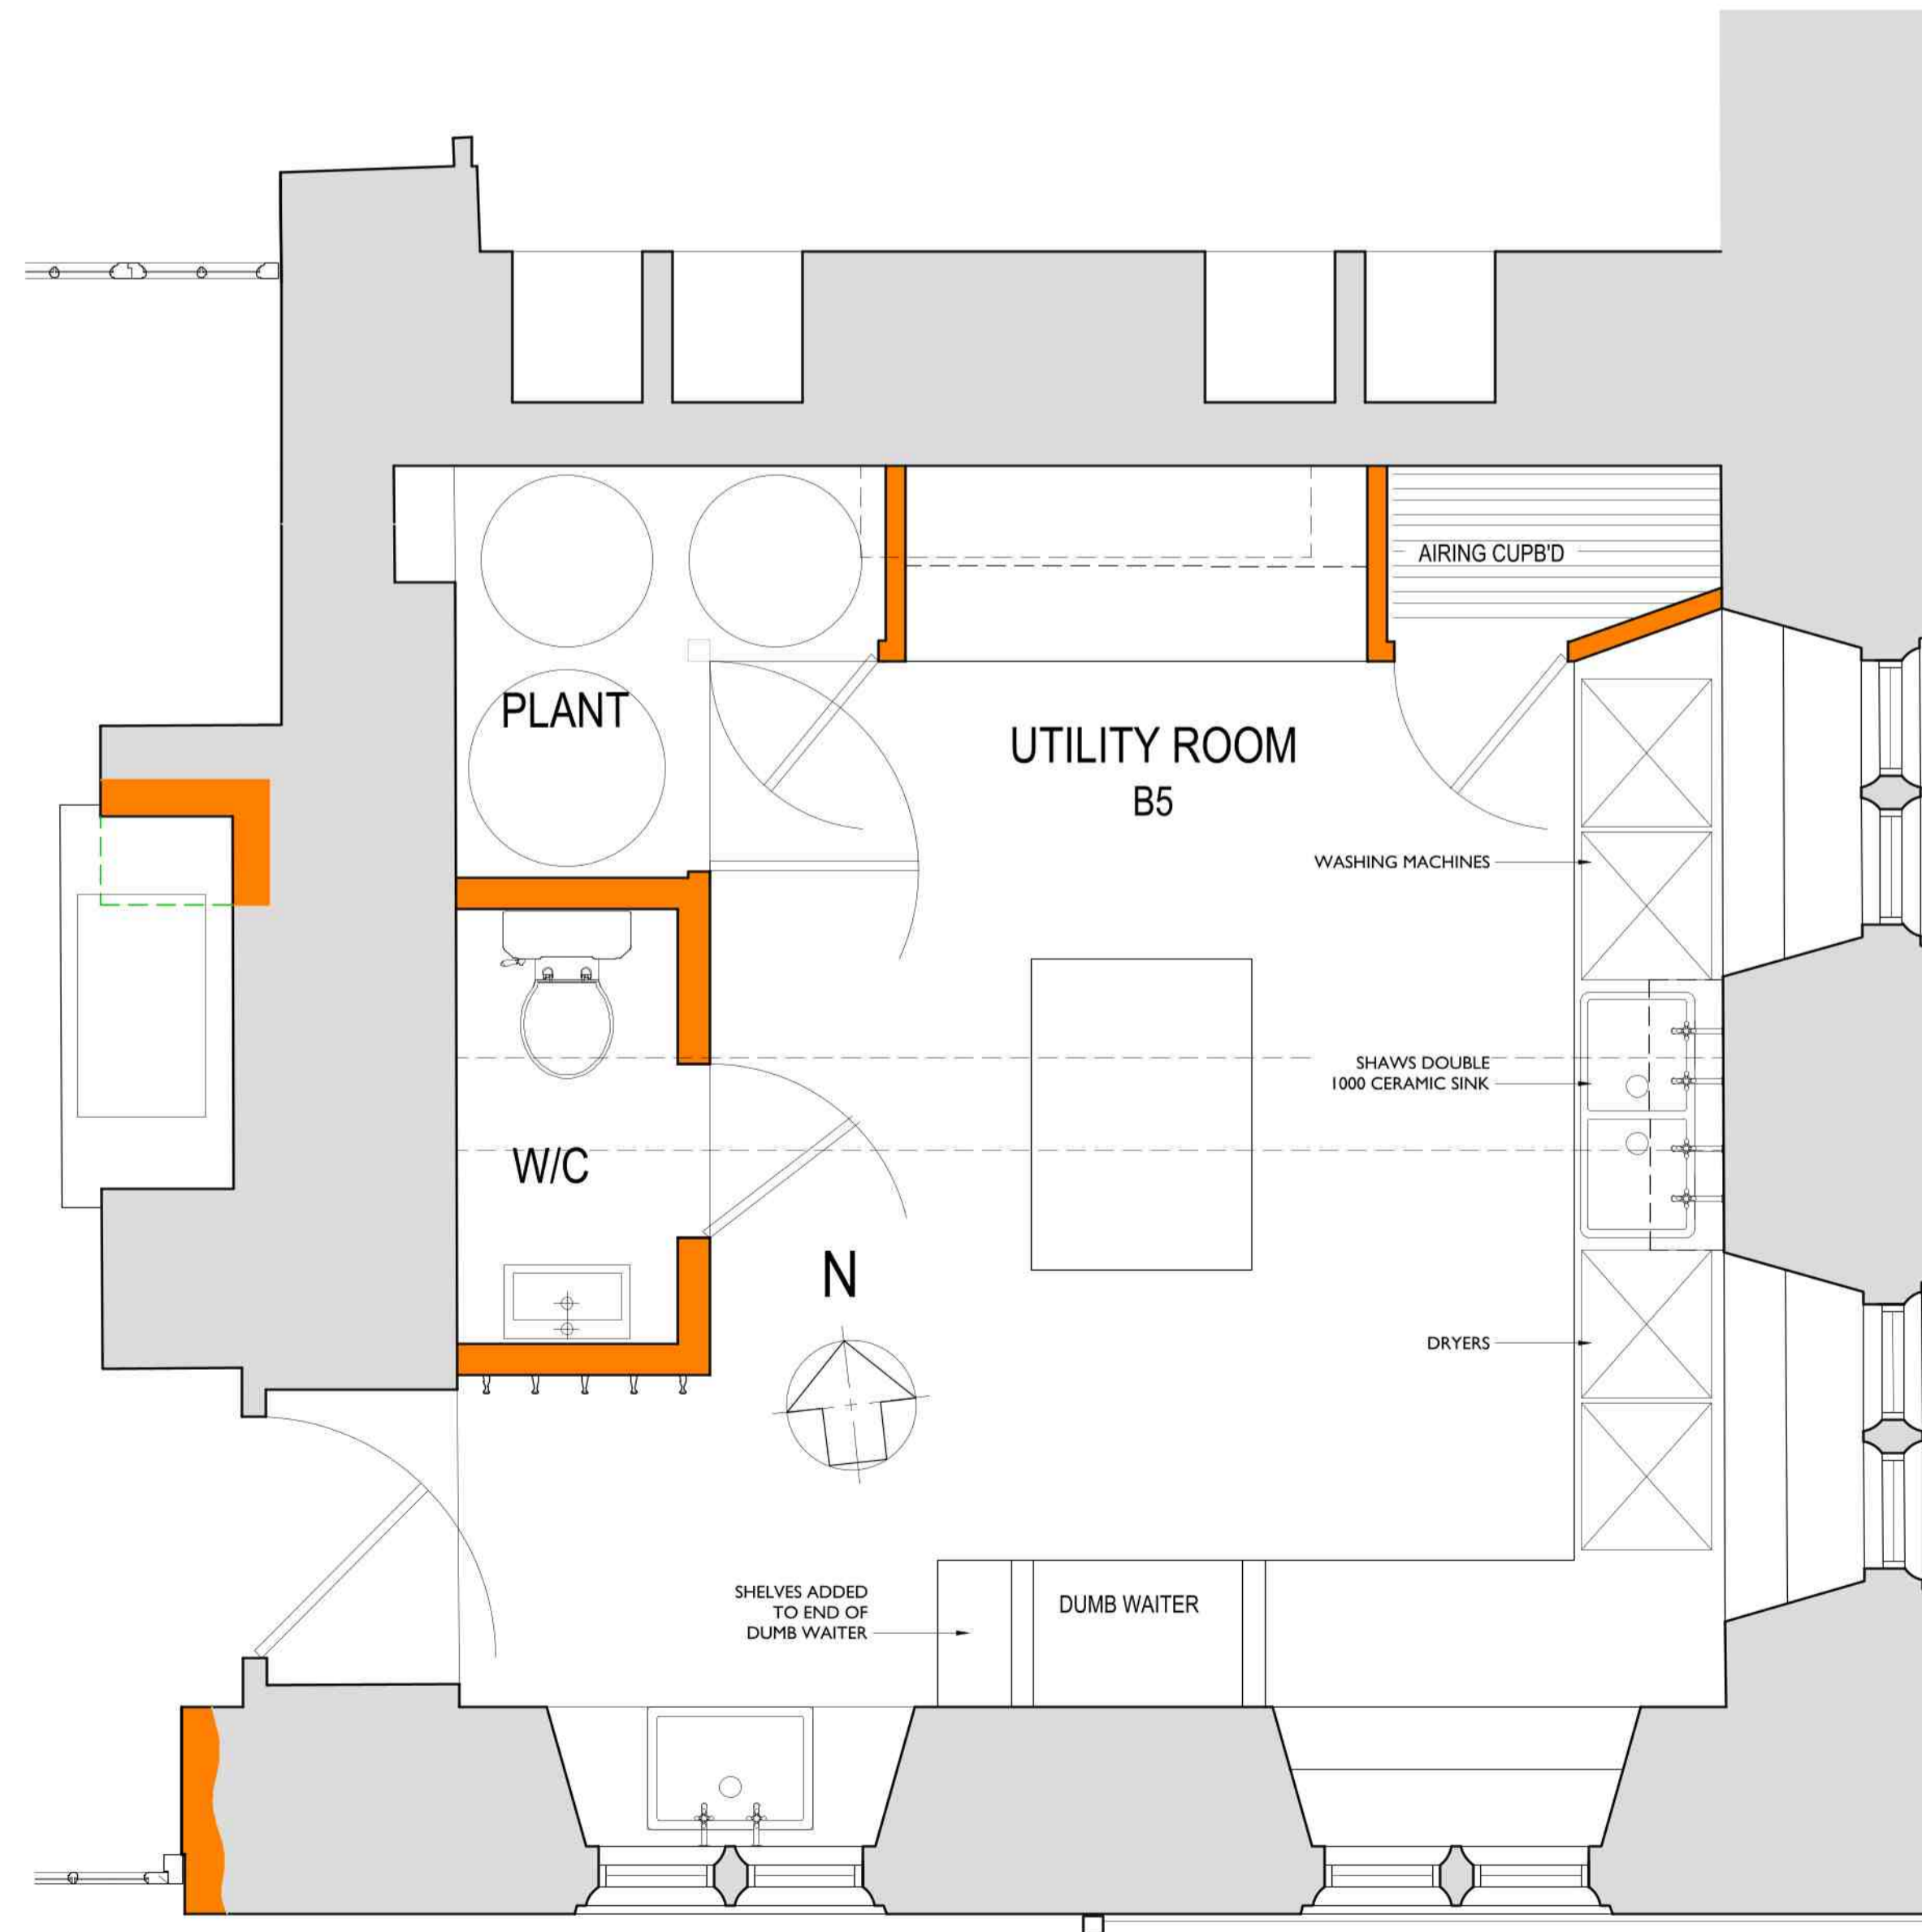 AIRING CUPB'D
PLANT
UTILITY ROOM
B5
WASHING MACHINES
SHAWS DOUBLE
1000 CERAMIC SINK
W/C
N
DRYERS
SHELVES ADDED
TO END OF
DUMB WAITER
DUMB WAITER